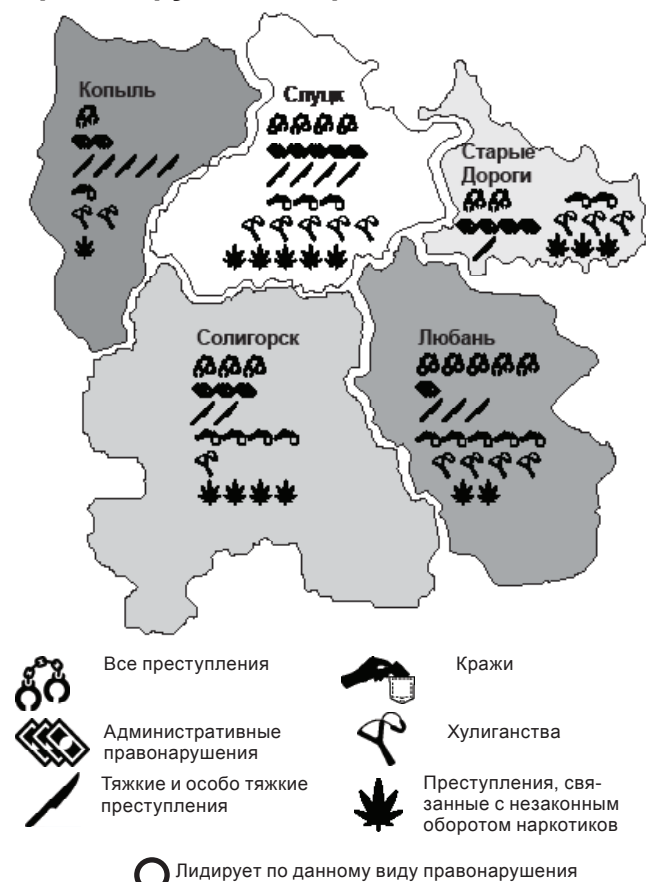 Копыль
Слуцк
Старые
Дороги
Солигорск
Любань
Все преступления
Кражи
Административные
правонарушения
Хулиганства
Тяжкие и особо тяжкие
преступления
Преступления, свя-
занные с незаконным
оборотом наркотиков
Лидирует по данному виду правонарушения